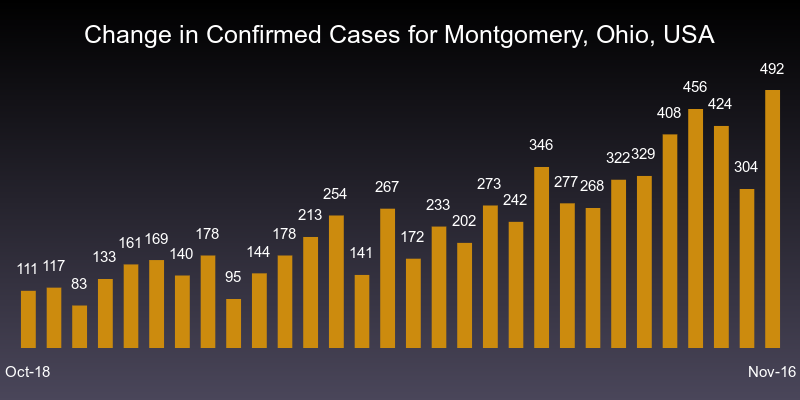 Change in Confirmed Cases for Montgomery, Ohio, USA
111 117 83 133 161 169 140 178 95 144 178 213 254 141 267 172 233 202 273 242 346 277 268 322 329 408 456 424 304 492
Oct-18 Nov-16